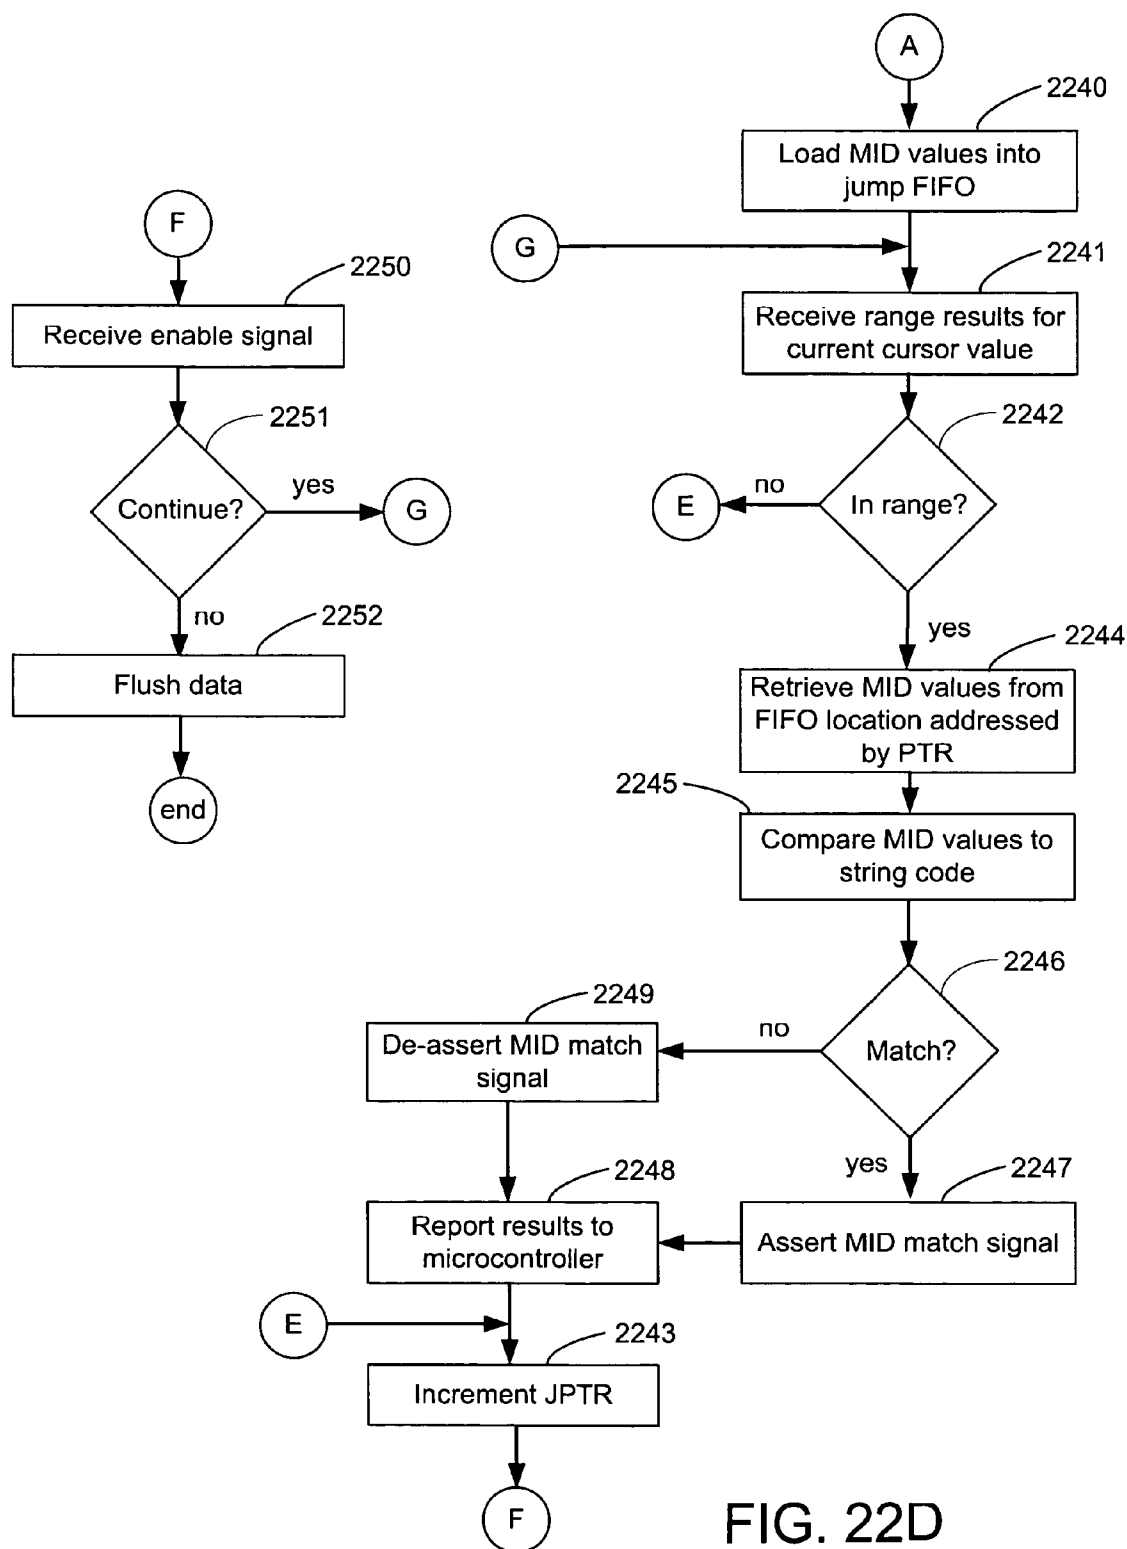 A
2240
Load MID values into
jump FIFO
G
2241
Receive range results for
current cursor value
2242
In range?
no
E
yes
2244
Retrieve MID values from
FIFO location addressed
by PTR
2245
Compare MID values to
string code
2246
Match?
no
2249
De-assert MID match
signal
yes
2247
Assert MID match signal
2248
Report results to
microcontroller
E
2243
Increment JPTR
F
F
2250
Receive enable signal
2251
Continue?
yes
G
no
2252
Flush data
end
FIG. 22D